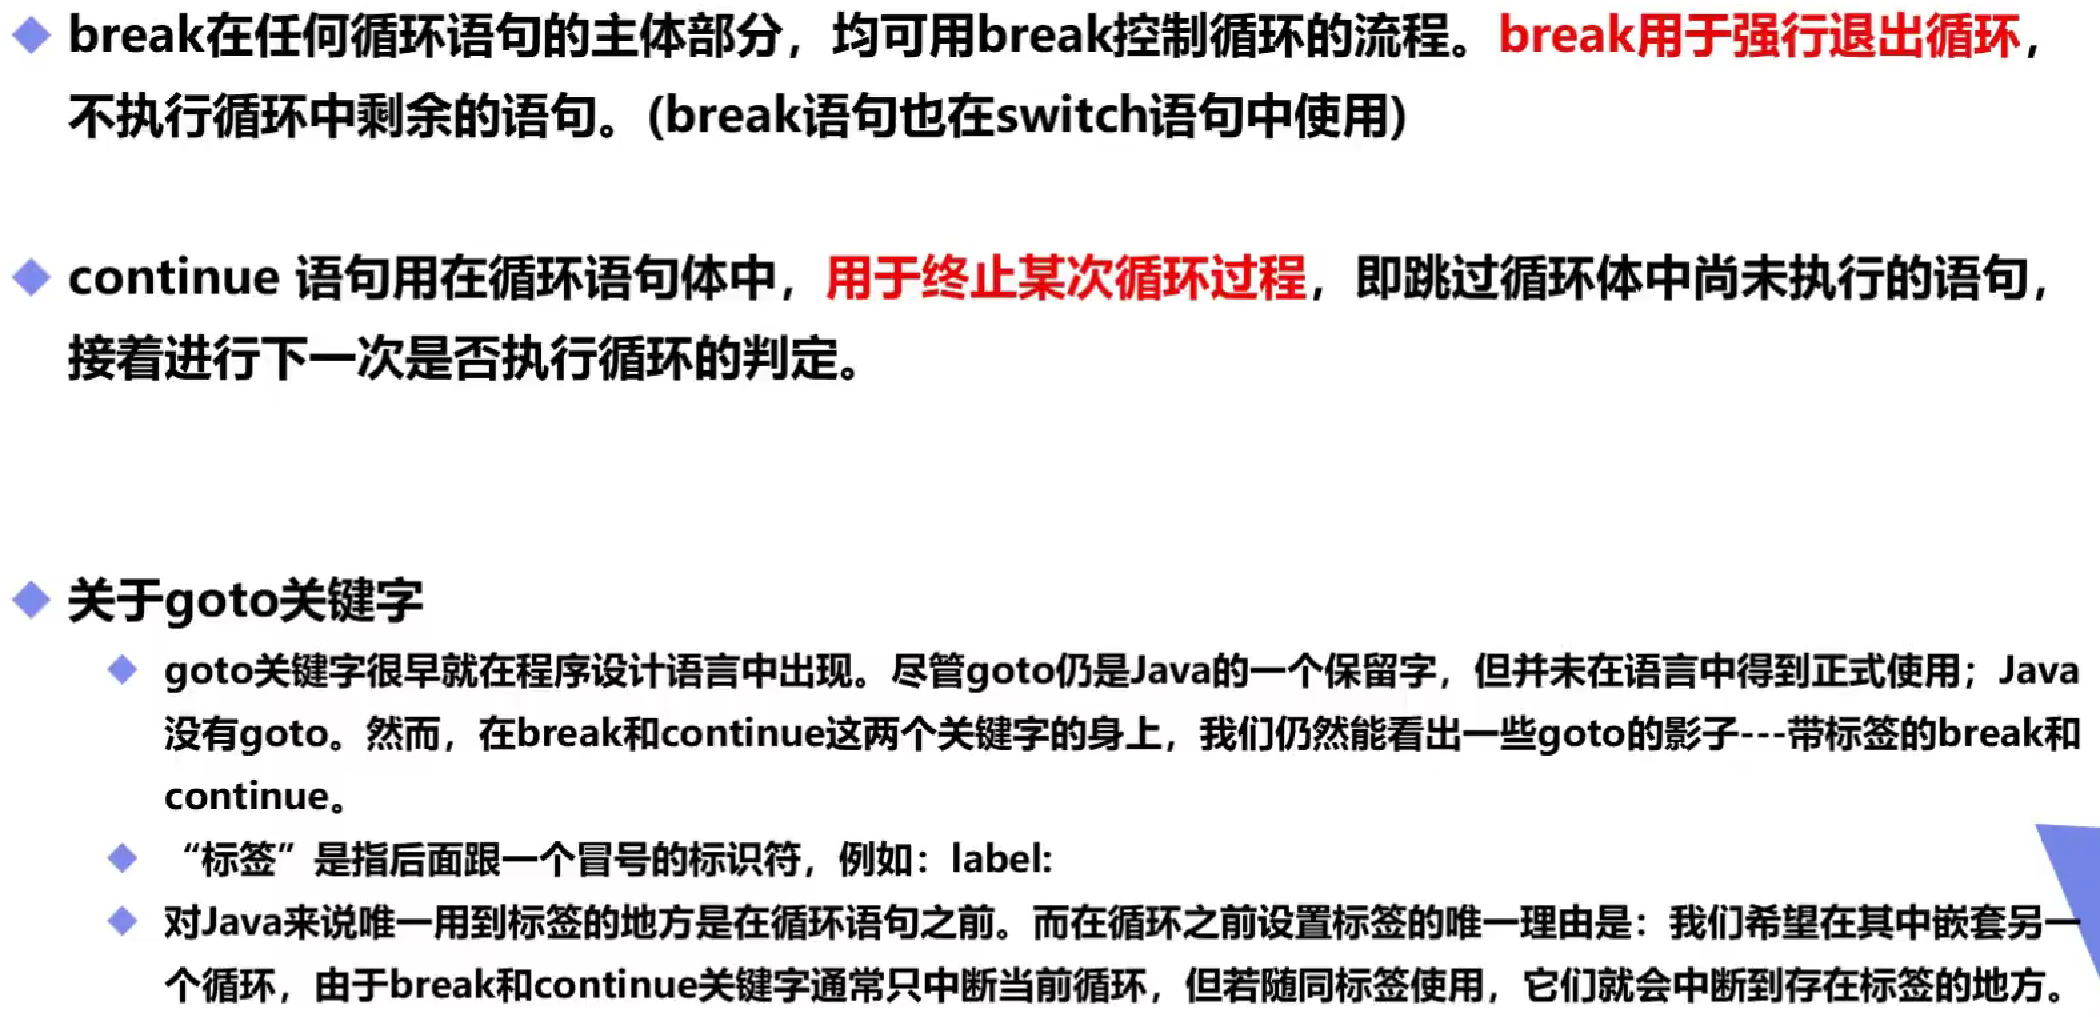 break在任何循环语句的主体部分，均可用break控制循环的流程。break用于强行退出循环，
不执行循环中剩余的语句。(break语句也在switch语句中使用)
continue 语句用在循环语句体中，用于终止某次循环过程，即跳过循环体中尚未执行的语句，
接着进行下一次是否执行循环的判定。
关于goto关键字
goto关键字很早就在程序设计语言中出现。尽管goto仍是Java的一个保留字，但并未在语言中得到正式使用；Java
没有goto。然而，在break和continue这两个关键字的身上，我们仍然能看出一些goto的影子---带标签的break和
continue。
“标签”是指后面跟一个冒号的标识符，例如：label:
对Java来说唯一用到标签的地方是在循环语句之前。而在循环之前设置标签的唯一理由是：我们希望在其中嵌套另一
个循环，由于break和continue关键字通常只中断当前循环，但若随同标签使用，它们就会中断到存在标签的地方。